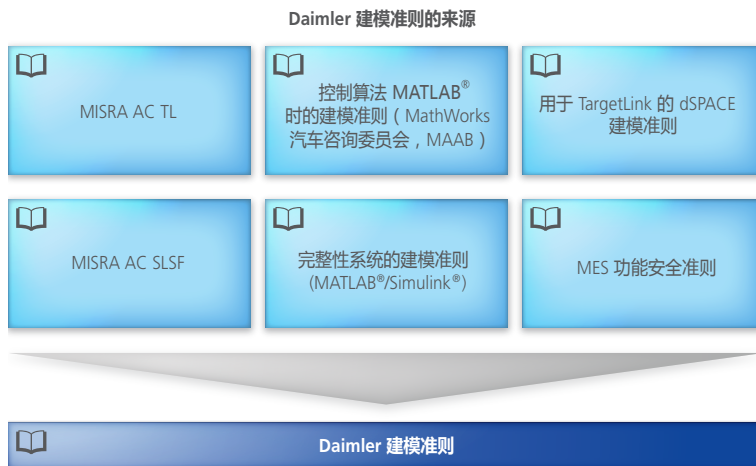 Daimler 建模准则的来源
MISRA AC TL
控制算法 MATLAB®
时的建模准则（MathWorks
汽车咨询委员会，MAAB）
用于 TargetLink 的 dSPACE
建模准则
MISRA AC SLSF
完整性系统的建模准则
(MATLAB®/Simulink®)
MES 功能安全准则
Daimler 建模准则